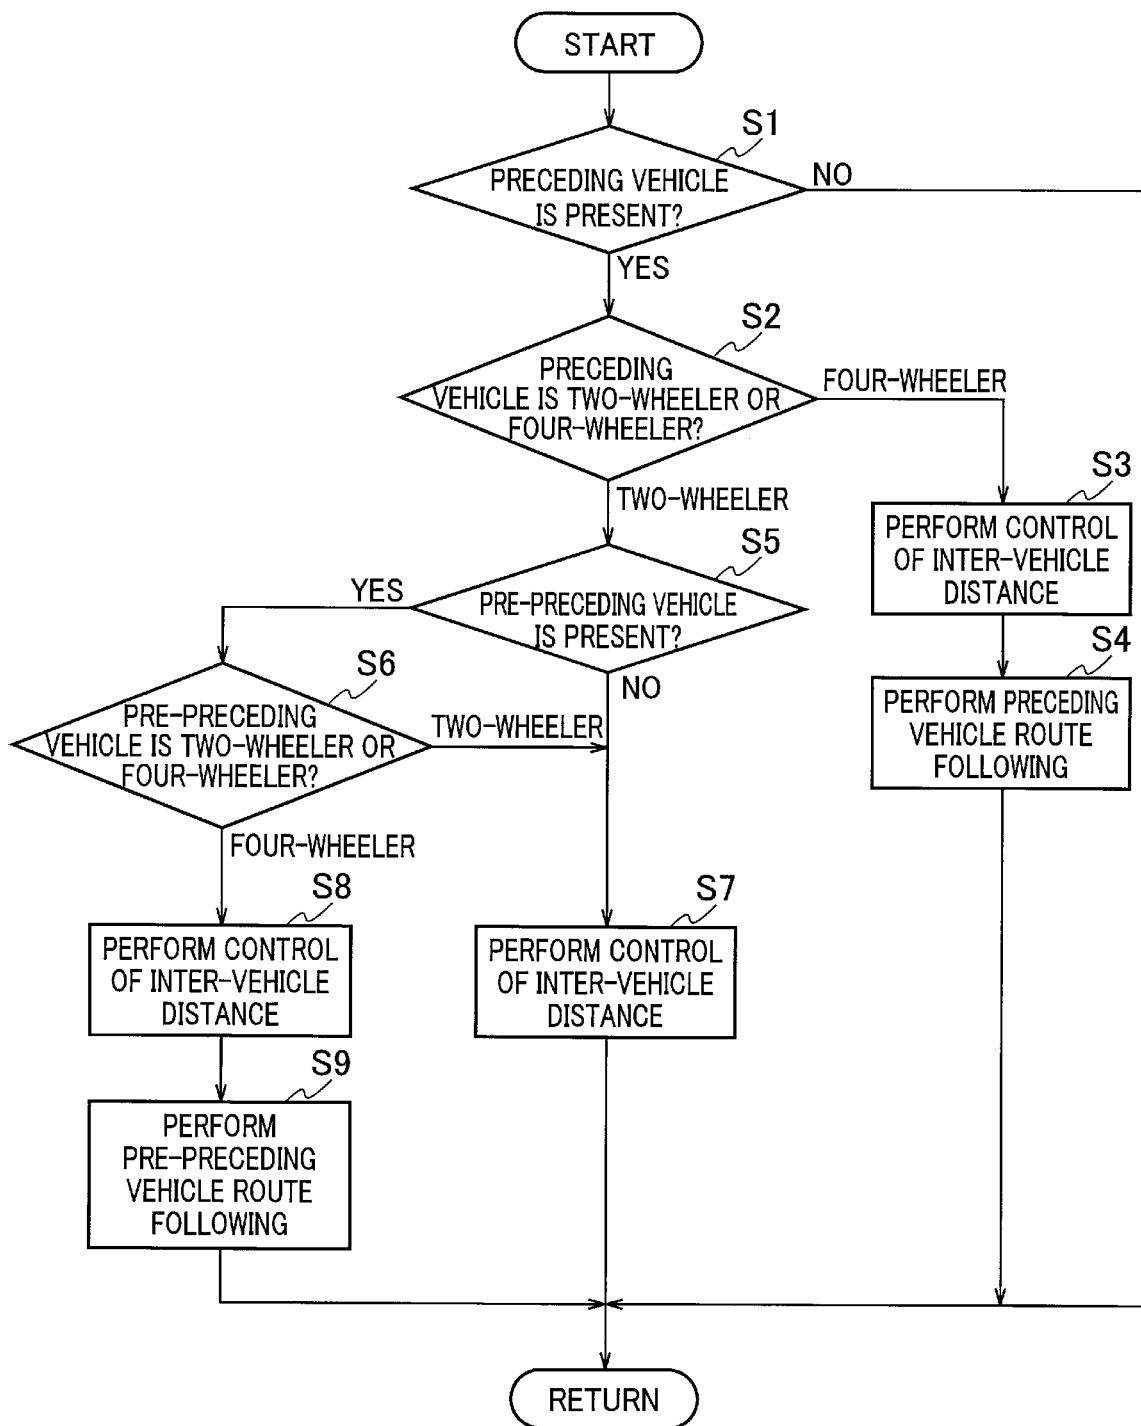 START
S1
PRECEDING VEHICLE
IS PRESENT?
NO
YES
S2
PRECEDING
VEHICLE IS TWO-WHEELER OR
FOUR-WHEELER?
FOUR-WHEELER
TWO-WHEELER
S3
PERFORM CONTROL
OF INTER-VEHICLE
DISTANCE
S4
PERFORM PRECEDING
VEHICLE ROUTE
FOLLOWING
S5
PRE-PRECEDING VEHICLE
IS PRESENT?
YES
NO
S6
PRE-PRECEDING
VEHICLE IS TWO-WHEELER OR
FOUR-WHEELER?
TWO-WHEELER
FOUR-WHEELER
S8
PERFORM CONTROL
OF INTER-VEHICLE
DISTANCE
S7
PERFORM CONTROL
OF INTER-VEHICLE
DISTANCE
S9
PERFORM
PRE-PRECEDING
VEHICLE ROUTE
FOLLOWING
RETURN